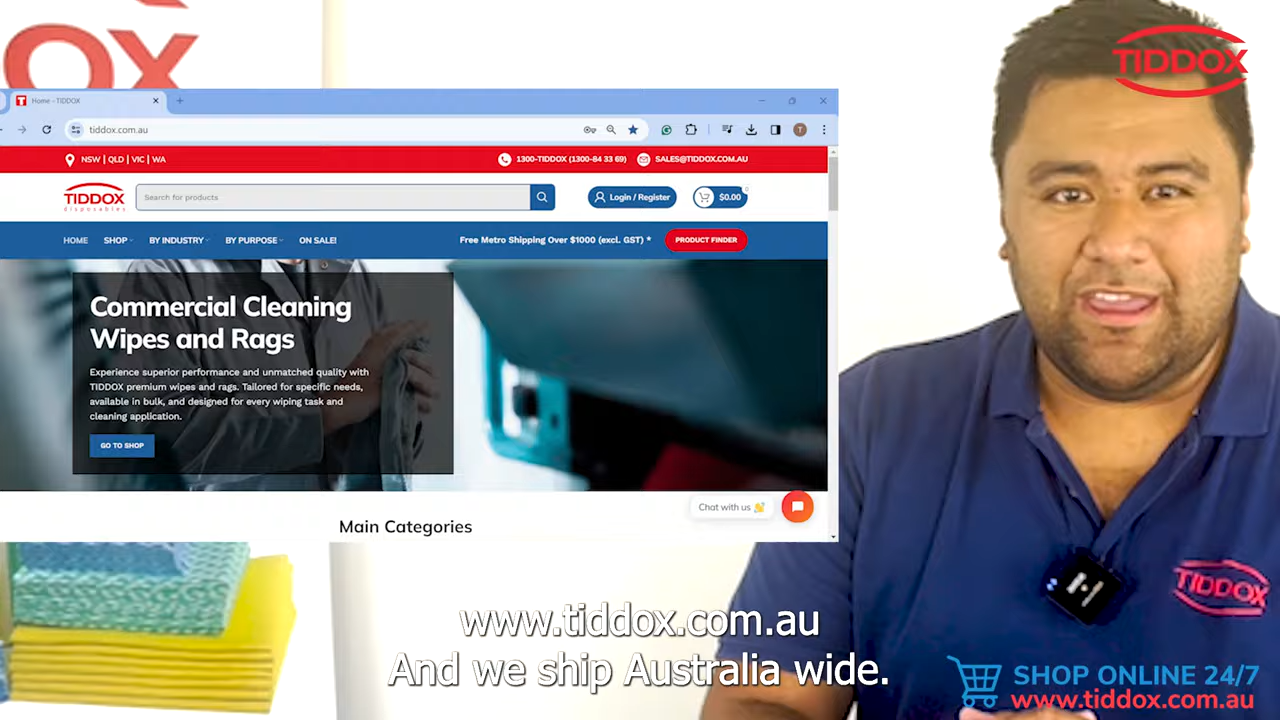 OX
TIDDOX
Home - TIDDOX
tiddox.com.au
T
NSW | QLD | VIC | WA
1300-TIDDOX (1300-84 33 69)
SALES@TIDDOX.COM.AU
TIDDOX
disposables
Search for products
Login / Register
$0.00
0
HOME
SHOP
BY INDUSTRY
BY PURPOSE
ON SALE!
Free Metro Shipping Over $1000 (excl. GST) *
PRODUCT FINDER
Commercial Cleaning
Wipes and Rags
Experience superior performance and unmatched quality with
TIDDOX premium wipes and rags. Tailored for specific needs,
available in bulk, and designed for every wiping task and
cleaning application.
GO TO SHOP
Chat with us
Main Categories
TIDDOX
www.tiddox.com.au
And we ship Australia wide.
SHOP ONLINE 24/7
www.tiddox.com.au